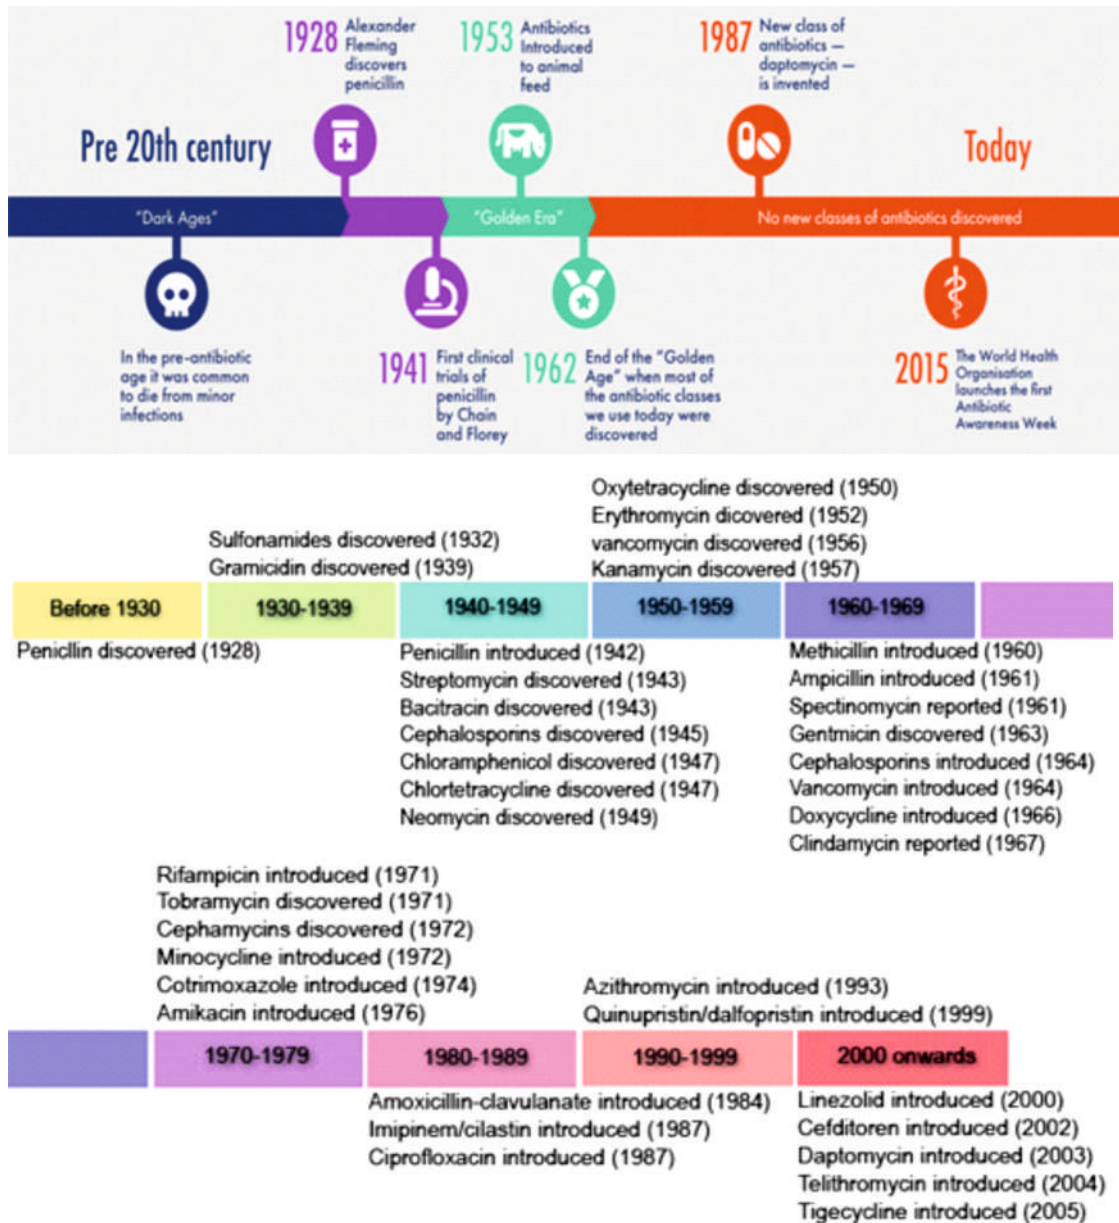 1928 Alexander
Fleming
discovers
penicillin
1953 Antibiotics
Introduced
to animal
feed
1987 New class of
antibiotics —
daptomycin —
is invented
Pre 20th century
Today
"Dark Ages"
"Golden Era"
No new classes of antibiotics discovered
In the pre-antibiotic
age it was common
to die from minor
infections
1941 First clinical
trials of
penicillin
by Chain
and Florey
1962 End of the "Golden
Age" when most of
the antibiotic classes
we use today were
discovered
2015 The World Health
Organisation
launches the first
Antibiotic
Awareness Week
Oxytetracycline discovered (1950)
Erythromycin dicovered (1952)
vancomycin discovered (1956)
Kanamycin discovered (1957)
Sulfonamides discovered (1932)
Gramicidin discovered (1939)
Before 1930
1930-1939
1940-1949
1950-1959
1960-1969
Penicllin discovered (1928)
Penicillin introduced (1942)
Streptomycin discovered (1943)
Bacitracin discovered (1943)
Cephalosporins discovered (1945)
Chloramphenicol discovered (1947)
Chlortetracycline discovered (1947)
Neomycin discovered (1949)
Methicillin introduced (1960)
Ampicillin introduced (1961)
Spectinomycin reported (1961)
Gentmicin discovered (1963)
Cephalosporins introduced (1964)
Vancomycin introduced (1964)
Doxycycline introduced (1966)
Clindamycin reported (1967)
Rifampicin introduced (1971)
Tobramycin discovered (1971)
Cephamycins discovered (1972)
Minocycline introduced (1972)
Cotrimoxazole introduced (1974)
Amikacin introduced (1976)
Azithromycin introduced (1993)
Quinupristin/dalfopristin introduced (1999)
1970-1979
1980-1989
1990-1999
2000 onwards
Amoxicillin-clavulanate introduced (1984)
Imipinem/cilastin introduced (1987)
Ciprofloxacin introduced (1987)
Linezolid introduced (2000)
Cefditoren introduced (2002)
Daptomycin introduced (2003)
Telithromycin introduced (2004)
Tigecycline introduced (2005)